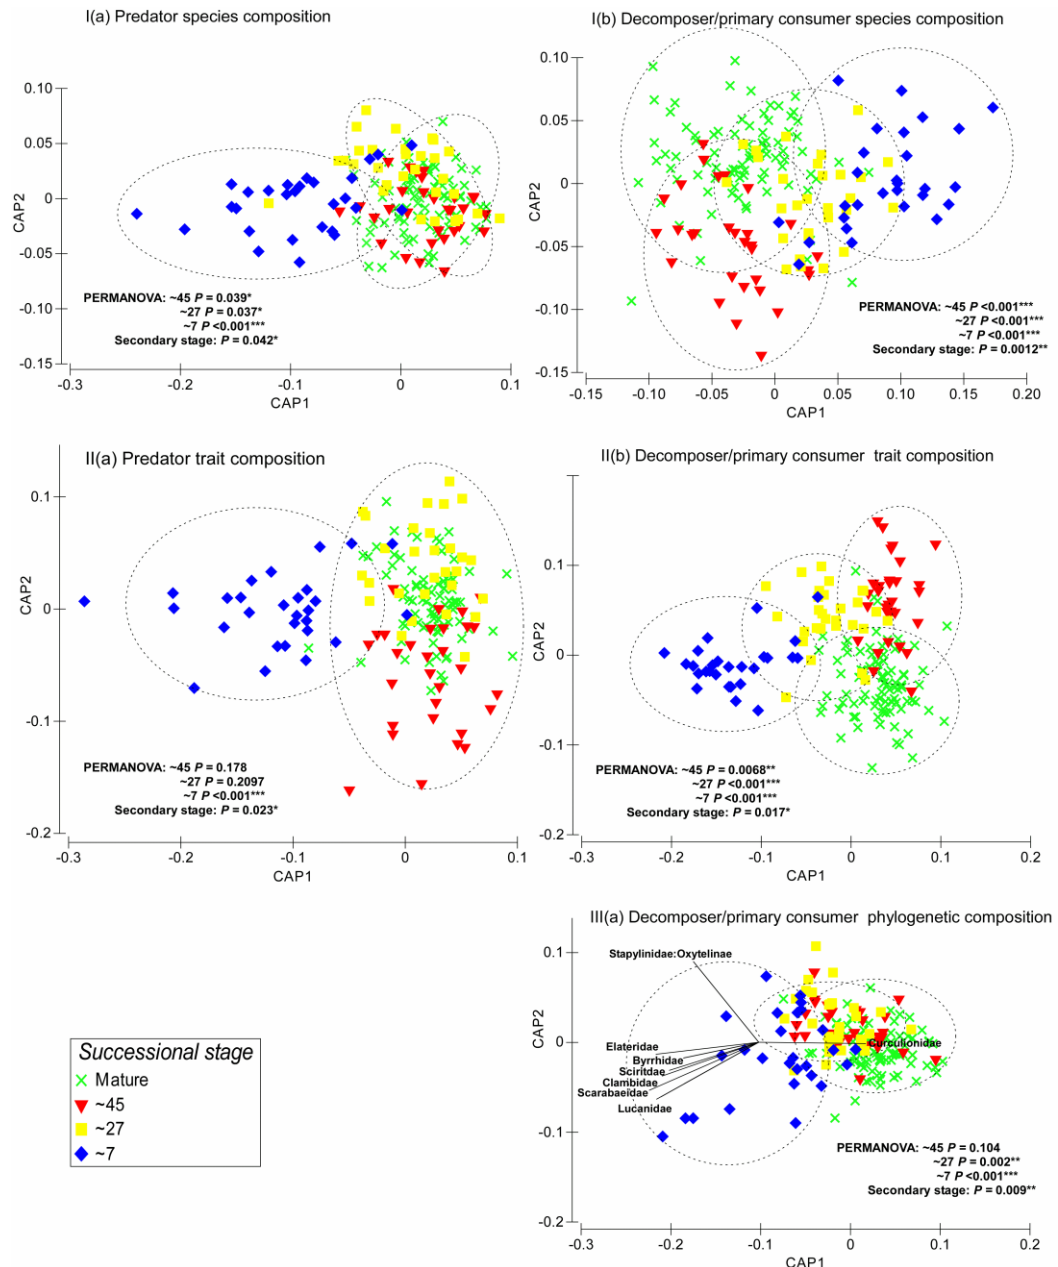 I(a) Predator species composition
0.10
0.05
0
-0.05
-0.10
-0.15
CAP2
PERMANOVA: ~45 P = 0.039*
~27 P = 0.037*
~7 P <0.001***
Secondary stage: P = 0.042*
-0.3
-0.2
-0.1
0
0.1
CAP1
I(b) Decomposer/primary consumer species composition
0.10
0.05
0
-0.05
-0.10
-0.15
CAP2
PERMANOVA: ~45 P <0.001***
~27 P <0.001***
~7 P <0.001***
Secondary stage: P = 0.0012**
-0.10
-0.05
0
0.05
0.10
0.15
0.20
CAP1
II(a) Predator trait composition
0.1
0
-0.1
-0.2
CAP2
PERMANOVA: ~45 P = 0.178
~27 P = 0.2097
~7 P <0.001***
Secondary stage: P = 0.023*
-0.3
-0.2
-0.1
0
0.1
CAP1
II(b) Decomposer/primary consumer trait composition
0.1
0
-0.1
-0.2
CAP2
PERMANOVA: ~45 P = 0.0068**
~27 P <0.001***
~7 P <0.001***
Secondary stage: P = 0.017*
-0.3
-0.2
-0.1
0
0.1
0.2
CAP1
III(a) Decomposer/primary consumer phylogenetic composition
0.1
0
-0.1
-0.2
CAP2
Stapylinidae:Oxytelinae
Elateridae
Byrrhidae
Sciritdae
Clambidae
Scarabaeidae
Lucanidae
Curculionidae
PERMANOVA: ~45 P = 0.104
~27 P = 0.002**
~7 P <0.001***
Secondary stage: P = 0.009**
-0.3
-0.2
-0.1
0
0.1
0.2
CAP1
Successional stage
Mature
~45
~27
~7